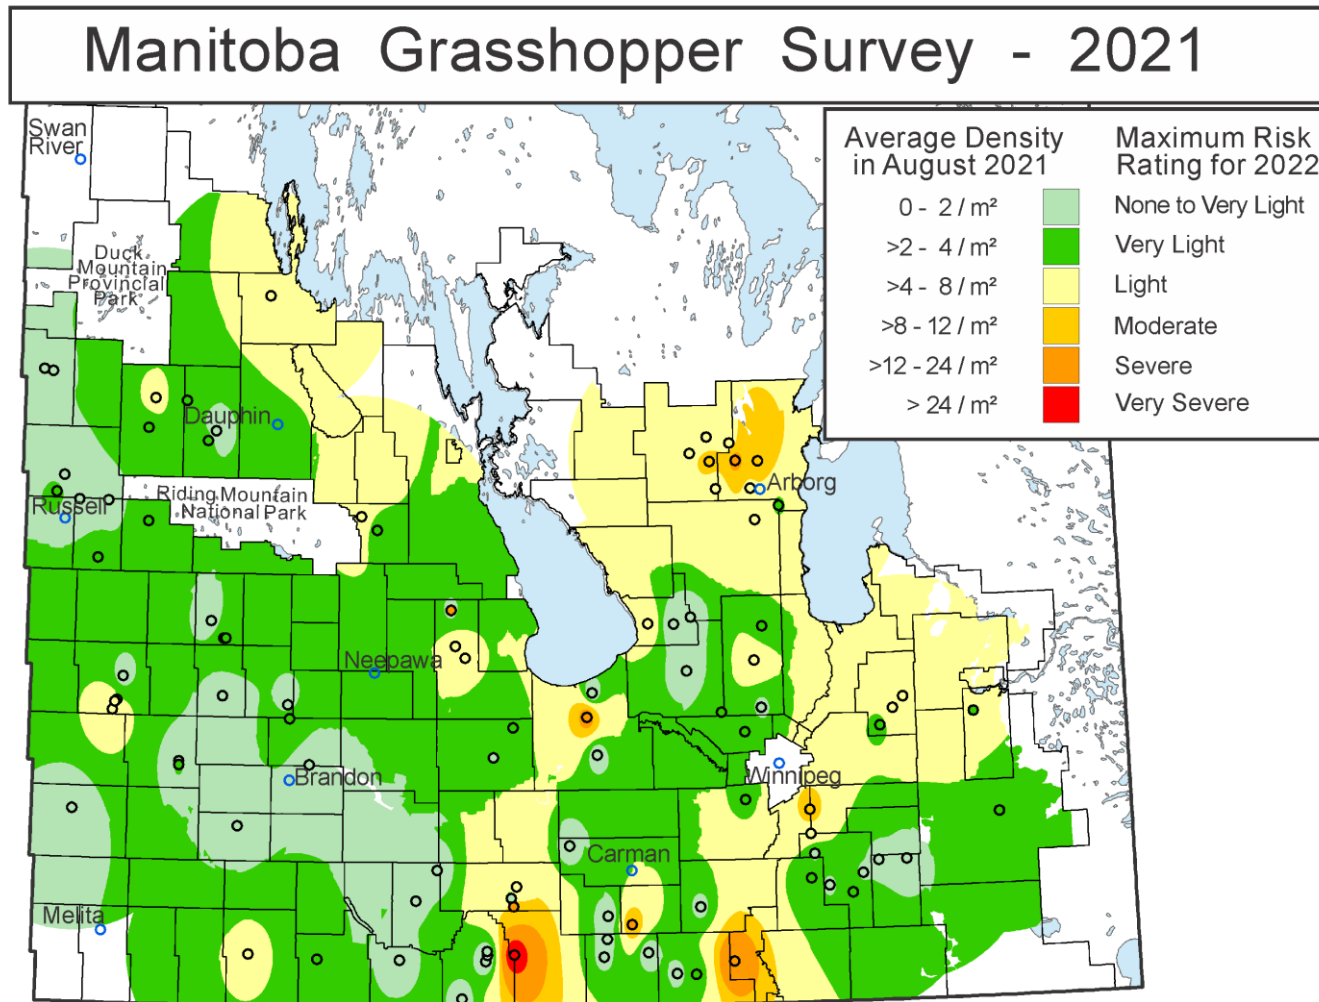 Manitoba Grasshopper Survey - 2021
Average Density
in August 2021
Maximum Risk
Rating for 2022
0 - 2 / m² None to Very Light
>2 - 4 / m² Very Light
>4 - 8 / m² Light
>8 - 12 / m² Moderate
>12 - 24 / m² Severe
> 24 / m² Very Severe
Swan
River
Duck
Mountain
Provincial
Park
Dauphin
Arborg
Riding Mountain
National Park
Russell
Neepawa
Winnipeg
Brandon
Carman
Melita